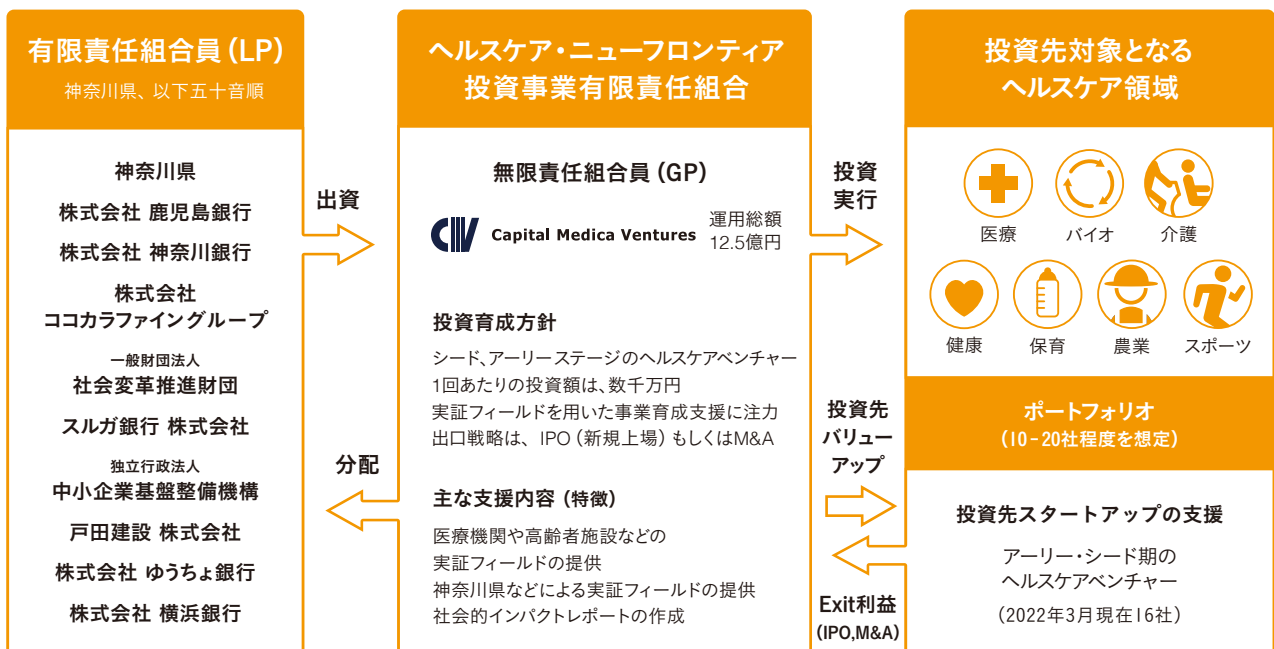 有限責任組合員(LP)
神奈川県、以下五十音順
神奈川県
株式会社 鹿児島銀行
株式会社 神奈川銀行
株式会社
ココカラファイングループ
一般財団法人
社会変革推進財団
スルガ銀行 株式会社
独立行政法人
中小企業基盤整備機構
戸田建設 株式会社
株式会社 ゆうちょ銀行
株式会社 横浜銀行
出資
分配
ヘルスケア・ニューフロンティア
投資事業有限責任組合
無限責任組合員(GP)
CMV Capital Medica Ventures
運用総額
12.5億円
投資育成方針
シード、アーリーステージのヘルスケアベンチャー
1回あたりの投資額は、数千万円
実証フィールドを用いた事業育成支援に注力
出口戦略は、IPO(新規上場)もしくはM&A
主な支援内容(特徴)
医療機関や高齢者施設などの
実証フィールドの提供
神奈川県などによる実証フィールドの提供
社会的インパクトレポートの作成
投資
実行
投資先
バリュー
アップ
Exit利益
(IPO,M&A)
投資先対象となる
ヘルスケア領域
医療
バイオ
介護
健康
保育
農業
スポーツ
ポートフォリオ
(10-20社程度を想定)
投資先スタートアップの支援
アーリー・シード期の
ヘルスケアベンチャー
(2022年3月現在16社)